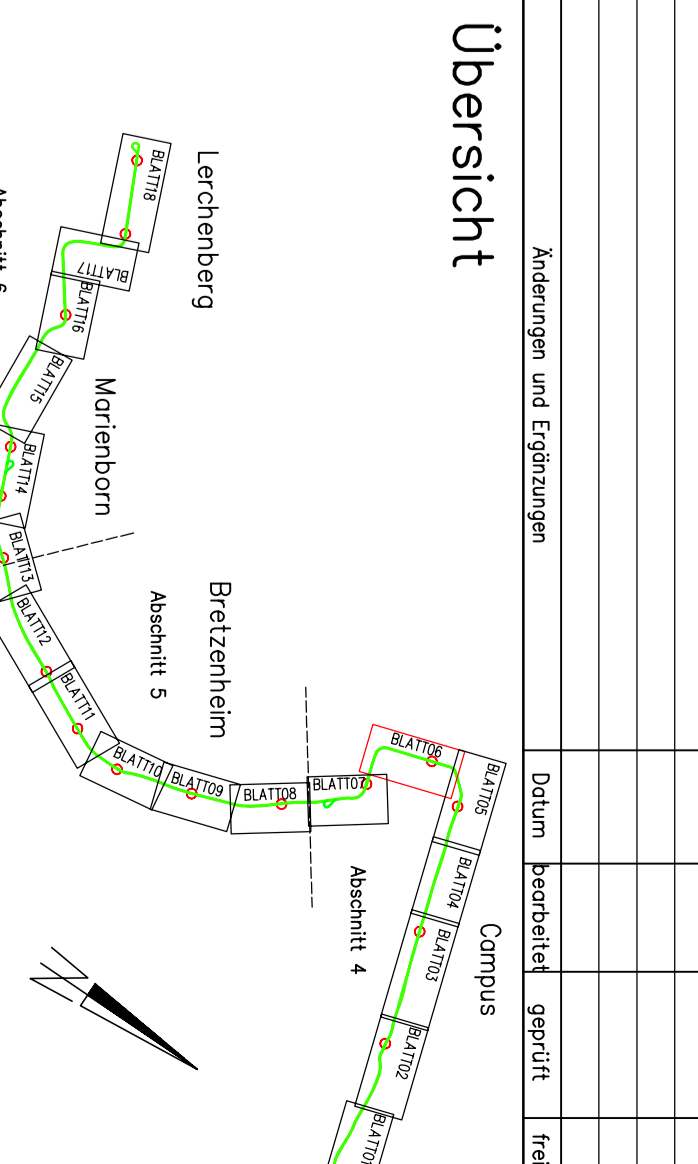 Übersicht
Änderungen und Ergänzungen
Datum
bearbeitet
geprüft
Lerchenberg
Marienborn
Bretzenheim
Abschnitt 5
Abschnitt 4
Campus
BLATT18
BLATT17
BLATT16
BLATT15
BLATT14
BLATT13
BLATT12
BLATT11
BLATT10
BLATT09
BLATT08
BLATT07
BLATT06
BLATT05
BLATT04
BLATT03
BLATT02
BLATT01
N